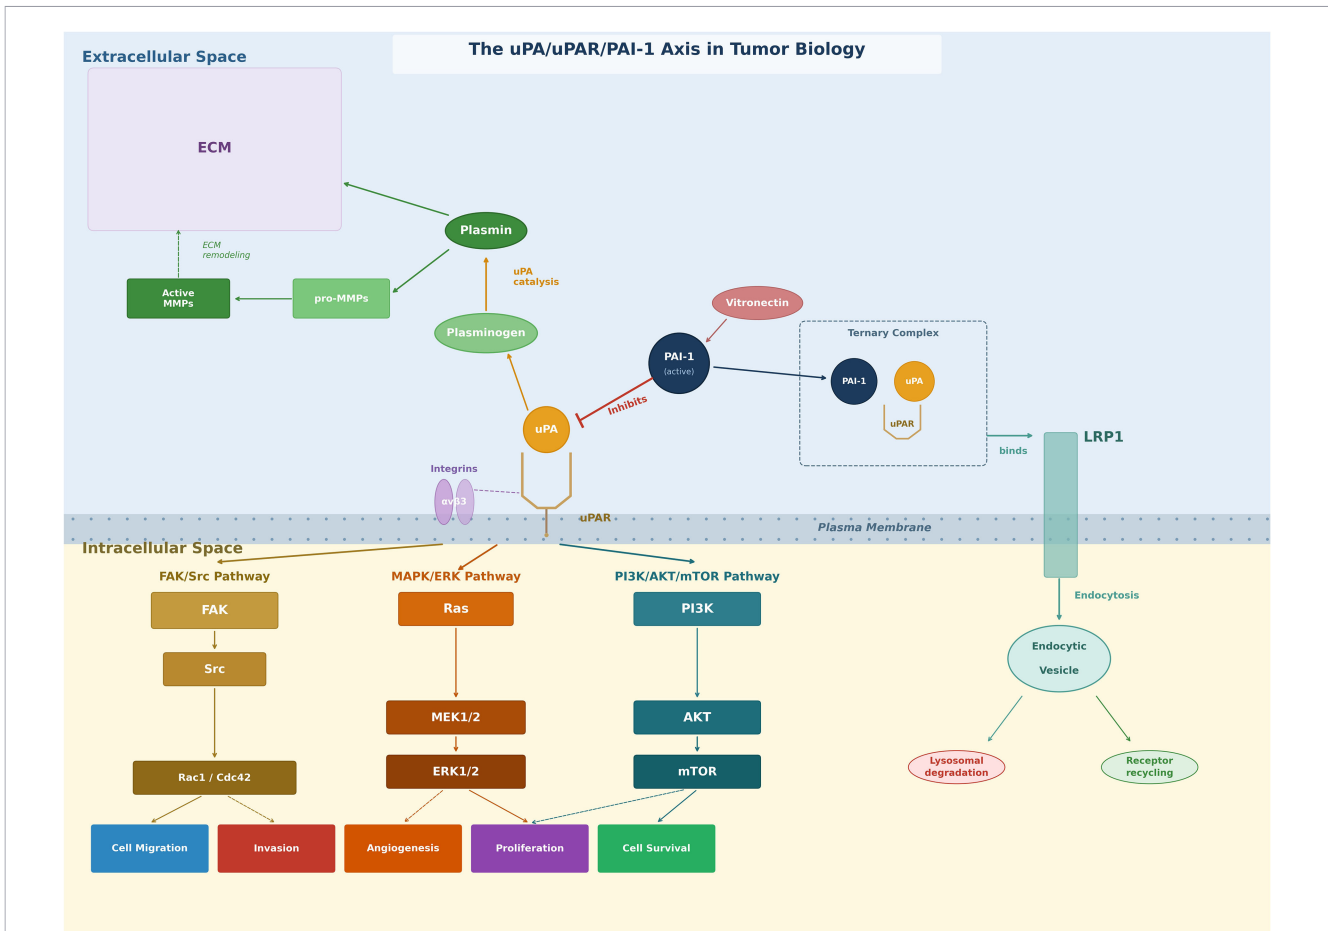 The uPA/uPAR/PAI-1 Axis in Tumor Biology
Extracellular Space
ECM
ECM
remodeling
Active
MMPs
pro-MMPs
Plasmin
uPA
catalysis
Plasminogen
Vitronectin
PAI-1
(active)
Inhibits
uPA
Integrins
αvβ3
uPAR
Ternary Complex
PAI-1
uPA
uPAR
binds
LRP1
Plasma Membrane
Intracellular Space
FAK/Src Pathway
FAK
Src
Rac1 / Cdc42
MAPK/ERK Pathway
Ras
MEK1/2
ERK1/2
PI3K/AKT/mTOR Pathway
PI3K
AKT
mTOR
Endocytosis
Endocytic
Vesicle
Lysosomal
degradation
Receptor
recycling
Cell Migration
Invasion
Angiogenesis
Proliferation
Cell Survival